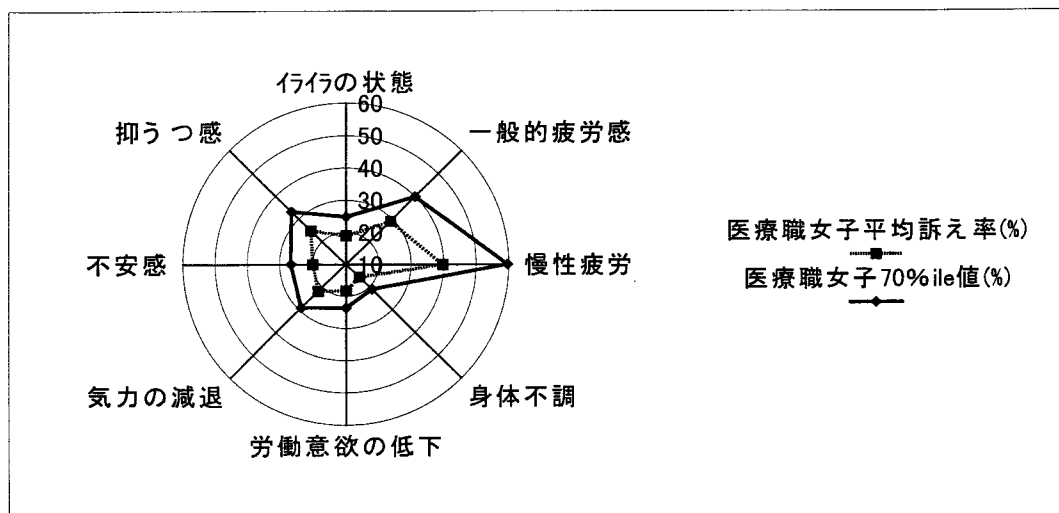 イライラの状態
60
50
40
30
20
10
一般的疲労感
慢性疲労
身体不調
労働意欲の低下
気力の減退
不安感
抑うつ感
医療職女子平均訴え率(%)
医療職女子70%ile値(%)